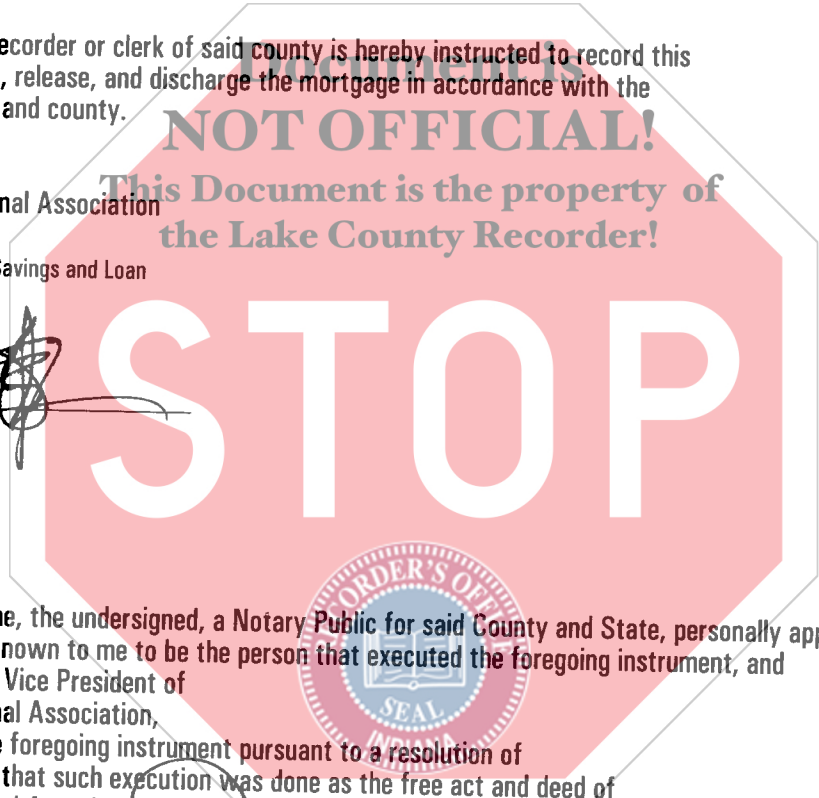 ecorder or clerk of said county is hereby instructed to record this
Document is
, release, and discharge the mortgage in accordance with the
and county.
NOT OFFICIAL!
This Document is the property of
nal Association
the Lake County Recorder!
Savings and Loan
STOP
RECORDER'S OFFICE
e, the undersigned, a Notary Public for said County and State, personally app
nown to me to be the person that executed the foregoing instrument, and
Vice President of
SEAL
nal Association,
INDIANA
e foregoing instrument pursuant to a resolution of
that such execution was done as the free act and deed of